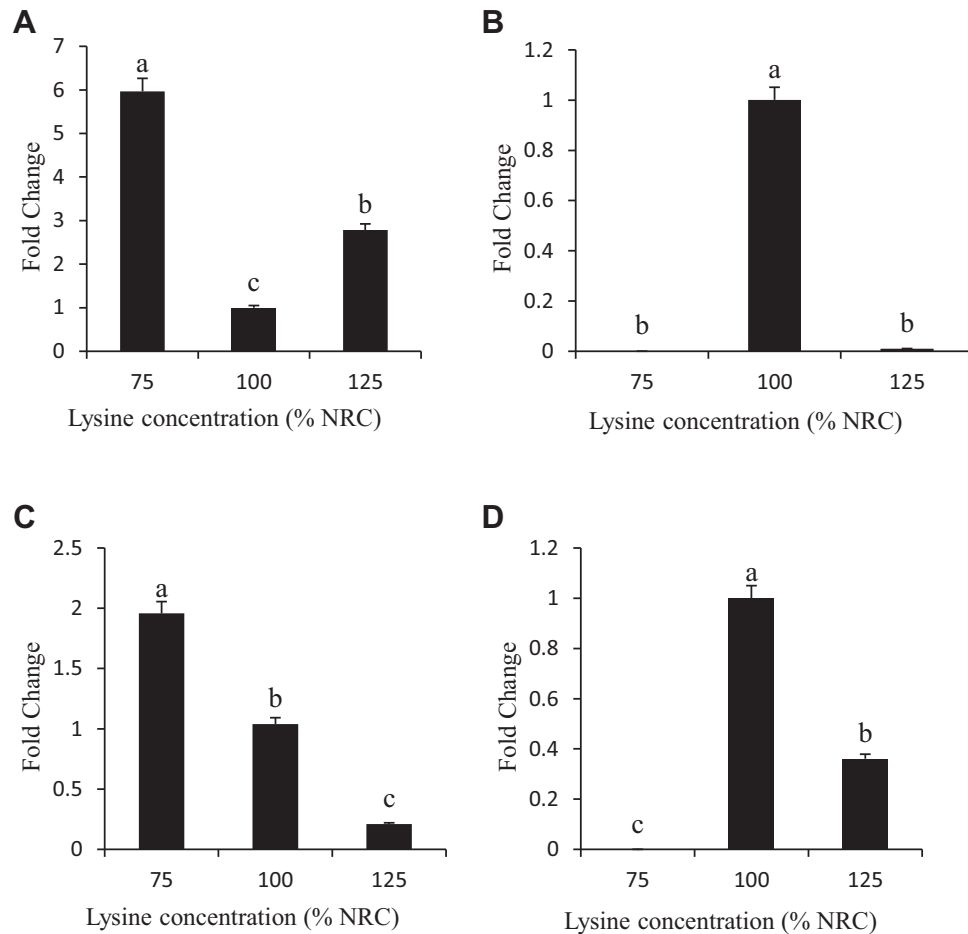 A
Fold Change
7
6
5
4
3
2
1
0
a
c
b
75 100 125
Lysine concentration (% NRC)
B
Fold Change
1.2
1
0.8
0.6
0.4
0.2
0
b
a
b
75 100 125
Lysine concentration (% NRC)
C
Fold Change
2.5
2
1.5
1
0.5
0
a
b
c
75 100 125
Lysine concentration (% NRC)
D
Fold Change
1.2
1
0.8
0.6
0.4
0.2
0
c
a
b
75 100 125
Lysine concentration (% NRC)